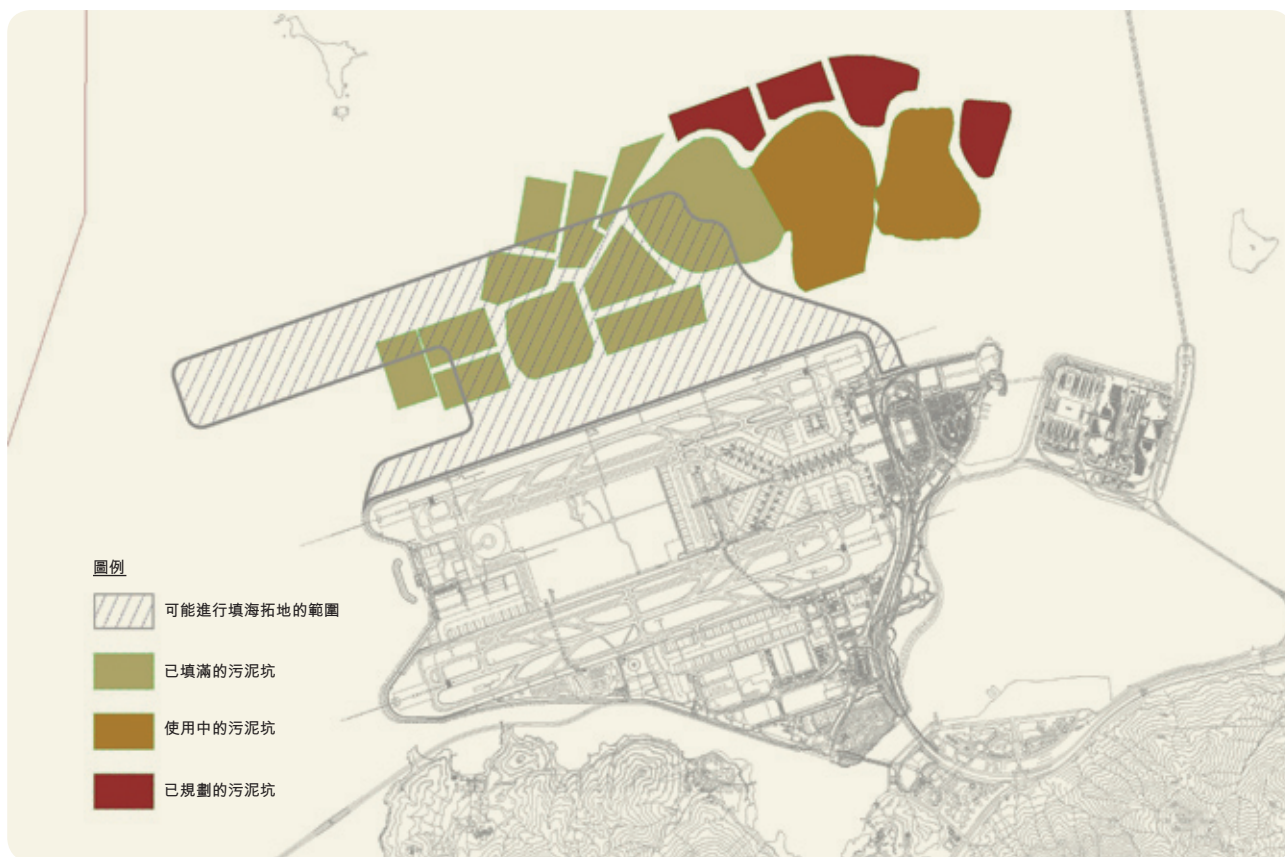 圖例
可能進行填海拓地的範圍
已填滿的污泥坑
使用中的污泥坑
已規劃的污泥坑